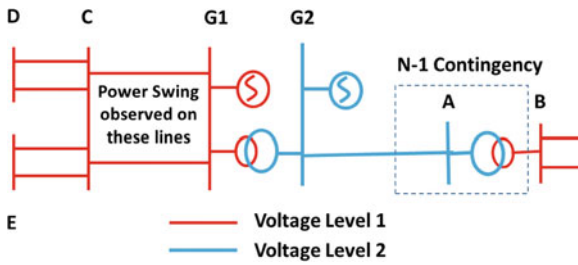 D C G1 G2
N-1 Contingency
Power Swing
observed on
these lines
A B
E
Voltage Level 1
Voltage Level 2